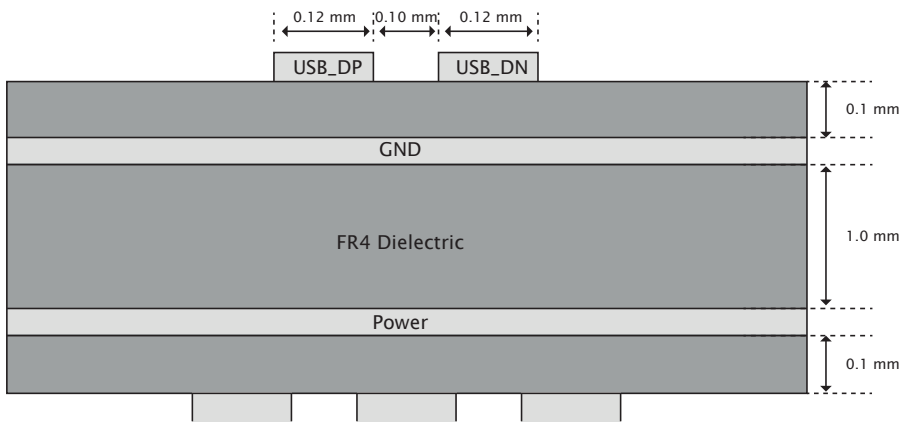 0.12 mm 0.10 mm 0.12 mm
USB_DP USB_DN
0.1 mm
GND
FR4 Dielectric
1.0 mm
Power
0.1 mm